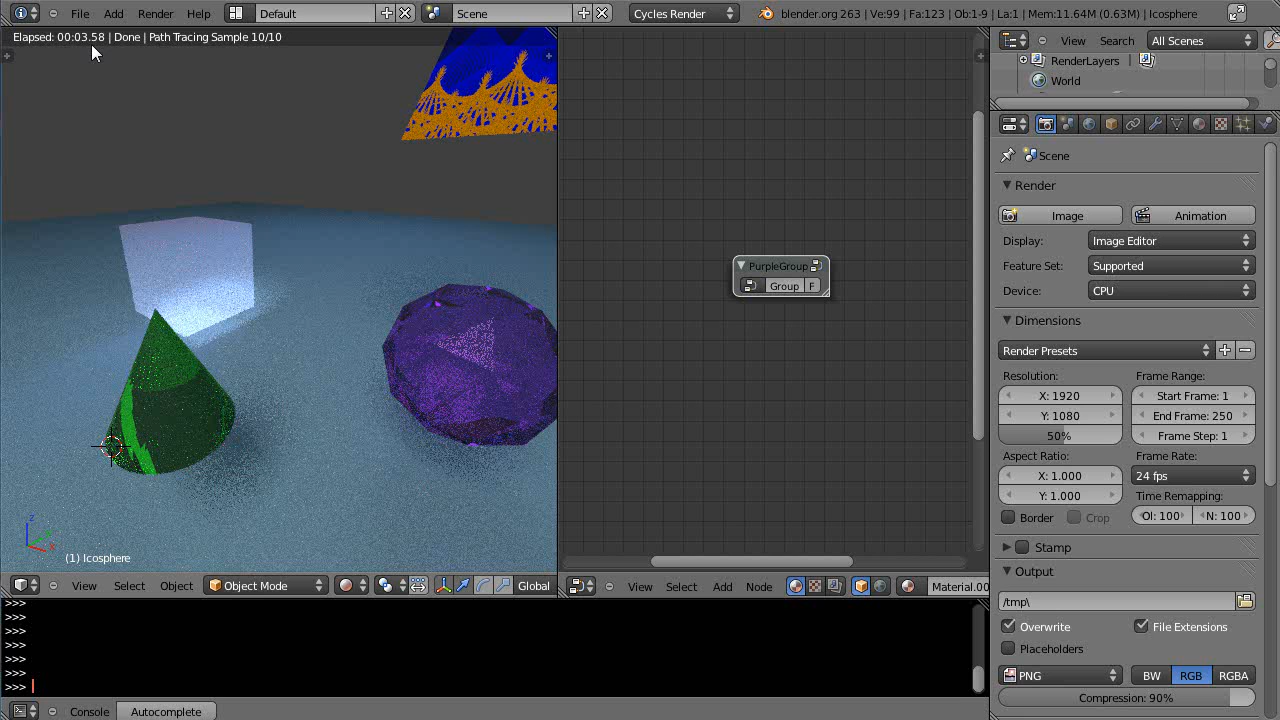 File Add Render Help Default Scene Cycles Render blender.org 263 | Ve:99 | Fa:123 | Ob:1-9 | La:1 | Mem:11.64M (0.63M) | Icosphere
Elapsed: 00:03.58 | Done | Path Tracing Sample 10/10
View Search All Scenes
RenderLayers
World
Scene
Render
Image Animation
Display: Image Editor
Feature Set: Supported
Device: CPU
Dimensions
Render Presets
Resolution: Frame Range:
X: 1920 Start Frame: 1
Y: 1080 End Frame: 250
50% Frame Step: 1
Aspect Ratio: Frame Rate:
X: 1.000 24 fps
Y: 1.000 Time Remapping:
Border Crop Ol: 100 N: 100
Stamp
Output
/tmp\
Overwrite File Extensions
Placeholders
PNG BW RGB RGBA
Compression: 90%
PurpleGroup
Group F
z
x
(1) Icosphere
View Select Object Object Mode Global
View Select Add Node Material.00
>>>
>>>
>>>
>>>
>>>
>>>
>>>
Console Autocomplete